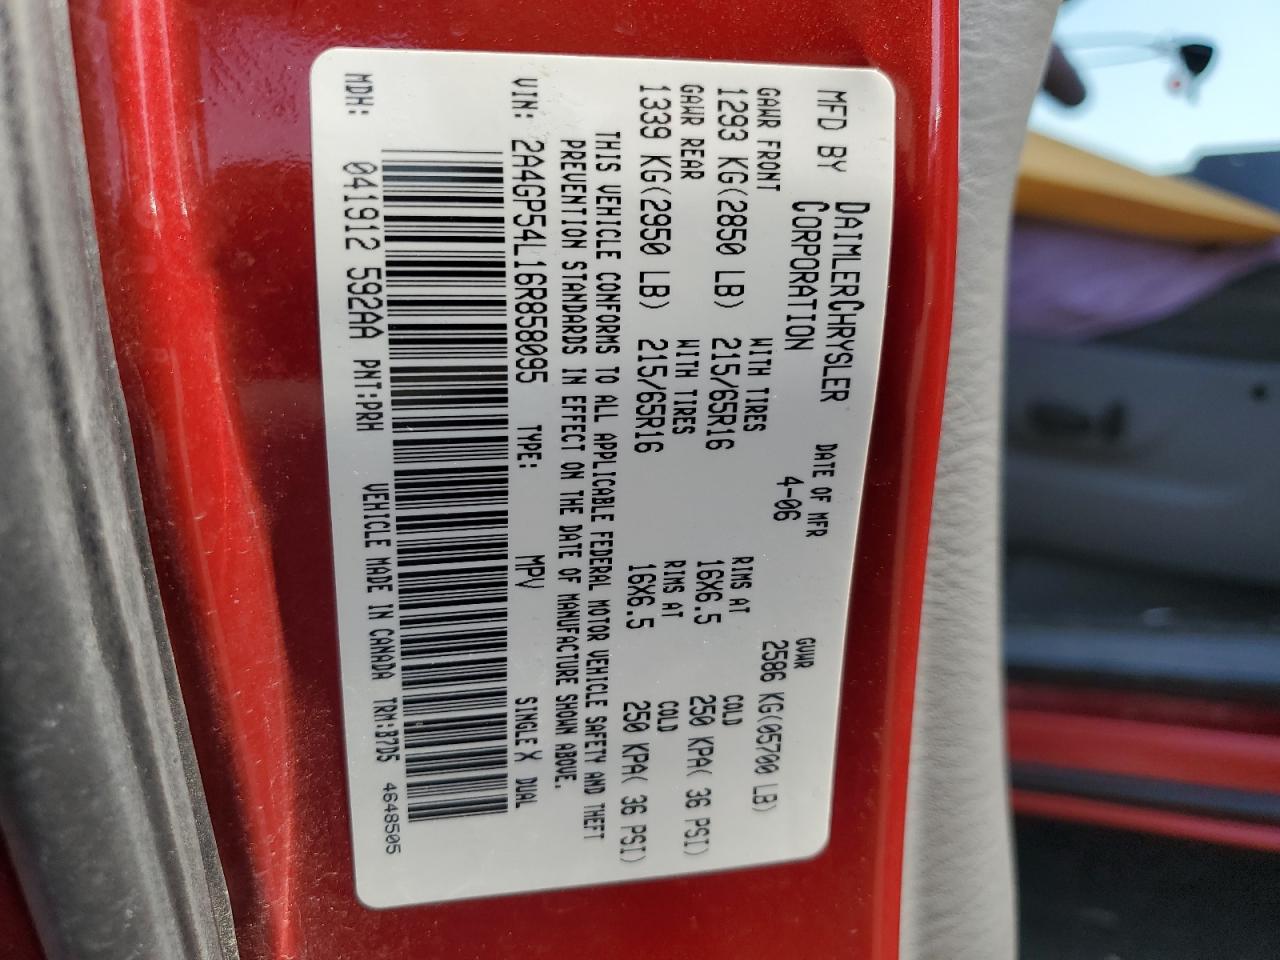 MFD BY DAIMLERCHRYSLER CORPORATION DATE OF MFR 4-06 GVWR 2586 KG(05700 LB)
GAWR FRONT WITH TIRES RIMS AT COLD
1293 KG(2850 LB) 215/65R16 16X6.5 250 KPA( 36 PSI)
GAWR REAR WITH TIRES RIMS AT COLD
1339 KG(2950 LB) 215/65R16 16X6.5 250 KPA( 36 PSI)
THIS VEHICLE CONFORMS TO ALL APPLICABLE FEDERAL MOTOR VEHICLE SAFETY AND THEFT
PREVENTION STANDARDS IN EFFECT ON THE DATE OF MANUFACTURE SHOWN ABOVE.
VIN: 2A4GP54L16R858095 TYPE: MPV SINGLE X DUAL
MDH: 041912 592AA PNT:PRH VEHICLE MADE IN CANADA TRM:B7D5 4648505